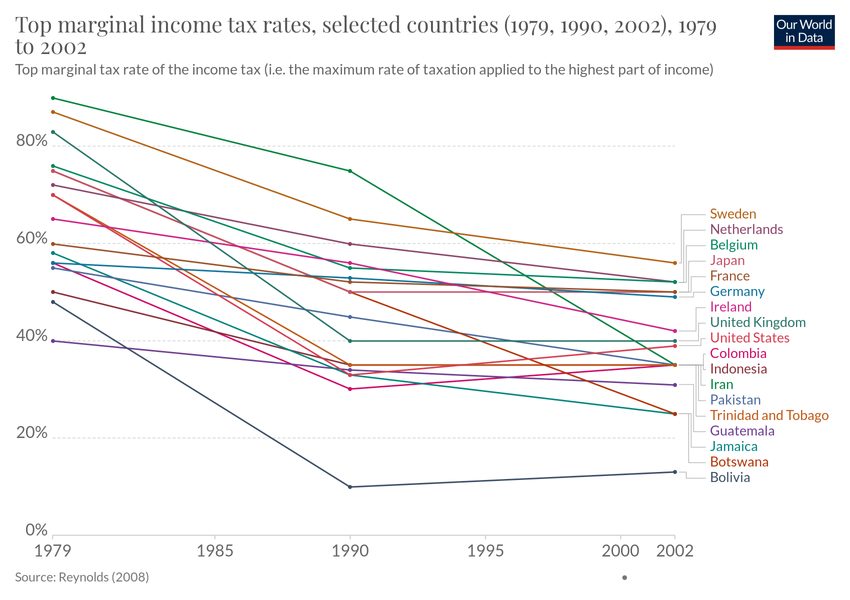 Top marginal income tax rates, selected countries (1979, 1990, 2002), 1979
to 2002
Our World
in Data
Top marginal tax rate of the income tax (i.e. the maximum rate of taxation applied to the highest part of income)
80%
60%
40%
20%
0%
1979
1985
1990
1995
2000
2002
Sweden
Netherlands
Belgium
Japan
France
Germany
Ireland
United Kingdom
United States
Colombia
Indonesia
Iran
Pakistan
Trinidad and Tobago
Guatemala
Jamaica
Botswana
Bolivia
Source: Reynolds (2008)